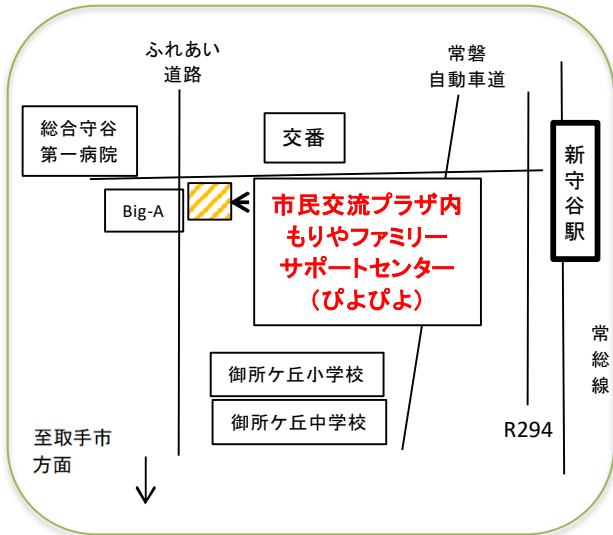 ふれあい
道路
常磐
自動車道
総合守谷
第一病院
交番
新守谷駅
Big-A
市民交流プラザ内
もりやファミリー
サポートセンター
（ぴよぴよ）
常総線
御所ケ丘小学校
御所ケ丘中学校
R294
至取手市
方面